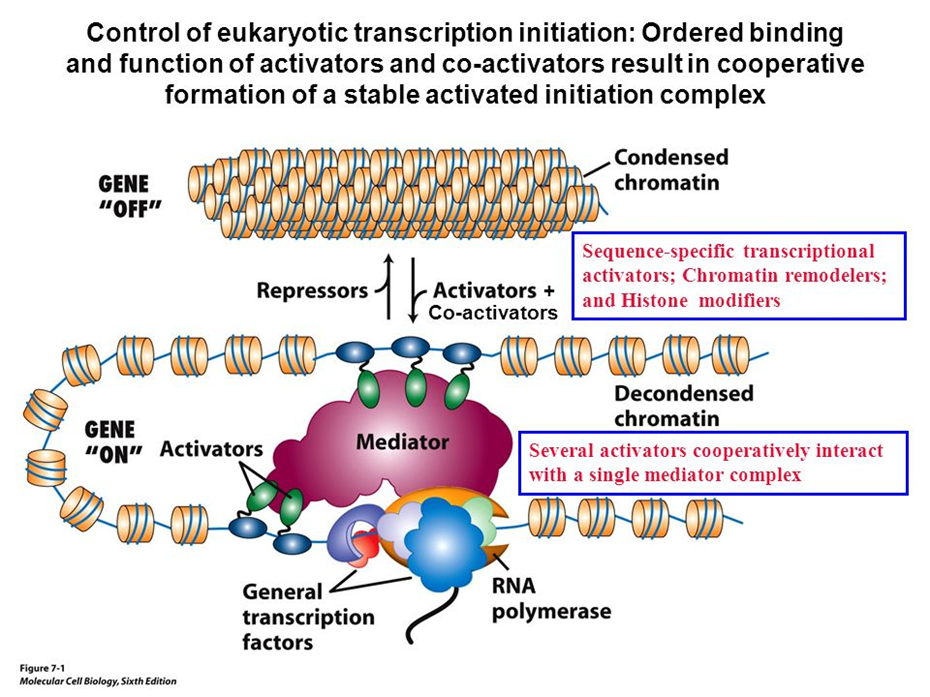 Control of eukaryotic transcription initiation: Ordered binding
and function of activators and co-activators result in cooperative
formation of a stable activated initiation complex
GENE
“OFF”
Condensed
chromatin
Sequence-specific transcriptional
activators; Chromatin remodelers;
and Histone modifiers
Repressors
Activators +
Co-activators
Decondensed
chromatin
GENE
“ON”
Activators
Mediator
Several activators cooperatively interact
with a single mediator complex
General
transcription
factors
RNA
polymerase
Figure 7-1
Molecular Cell Biology, Sixth Edition